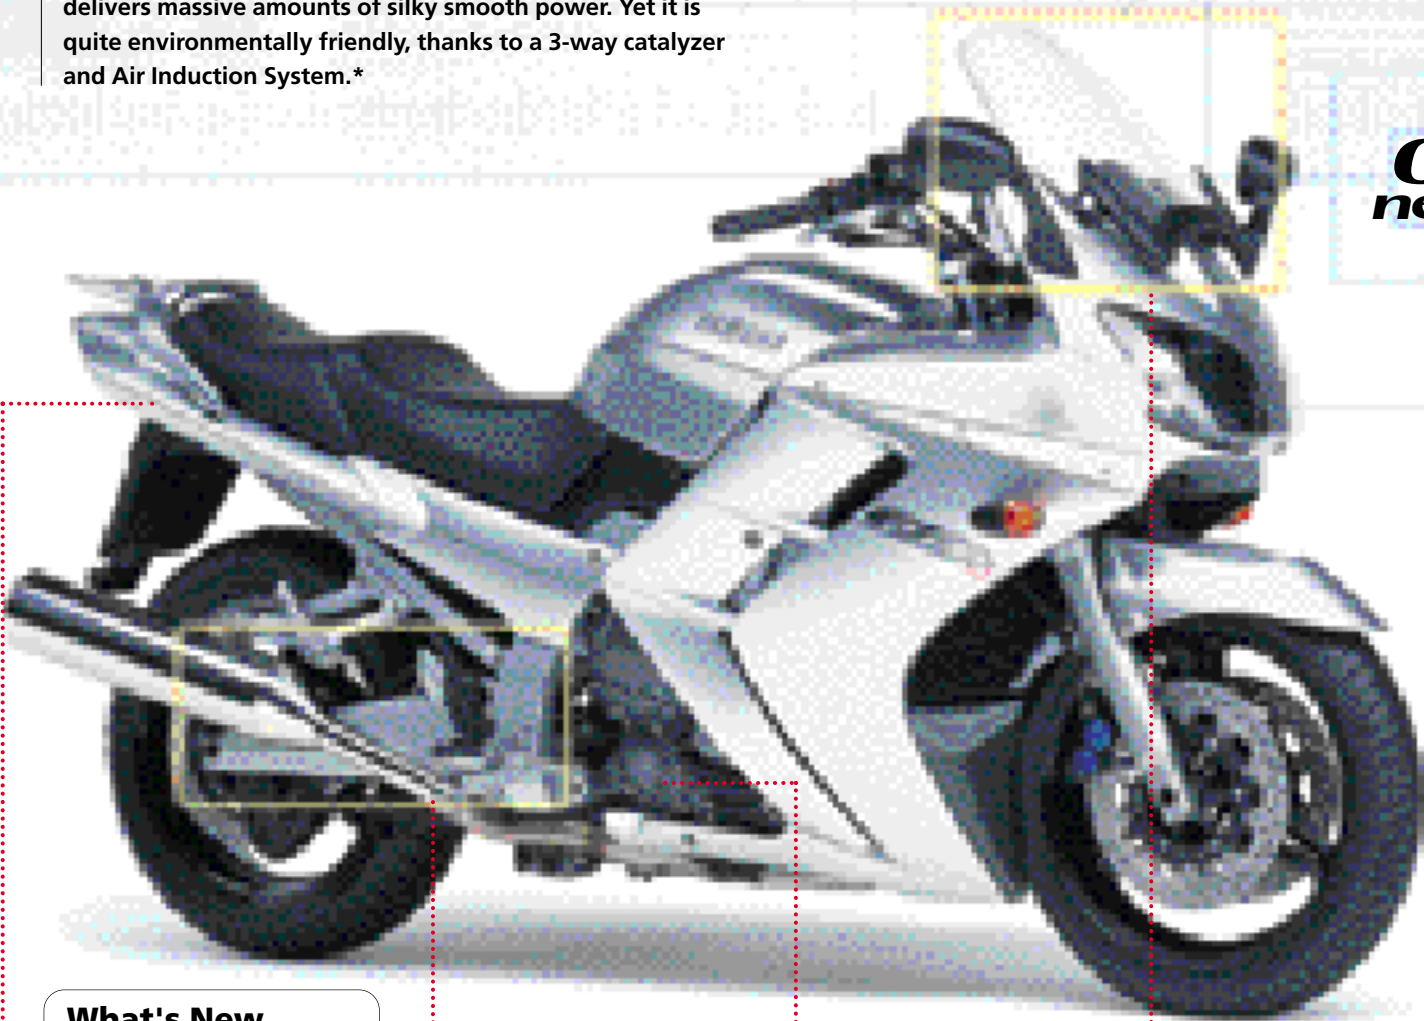 delivers massive amounts of silky smooth power. Yet it is
quite environmentally friendly, thanks to a 3-way catalyzer
and Air Induction System.*
ne
What's New